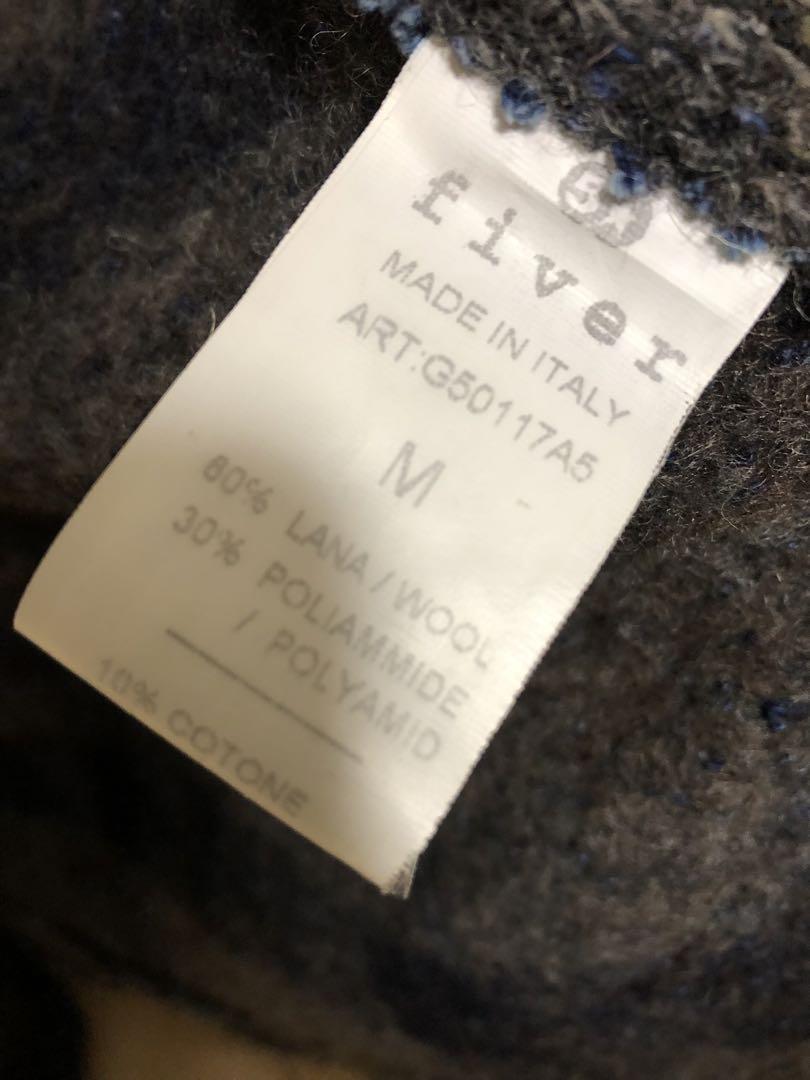 fiver
MADE IN ITALY
ART:G50117A5
M
60% LANA / WOOL
30% POLIAMMIDE
/ POLYAMID
10% COTONE